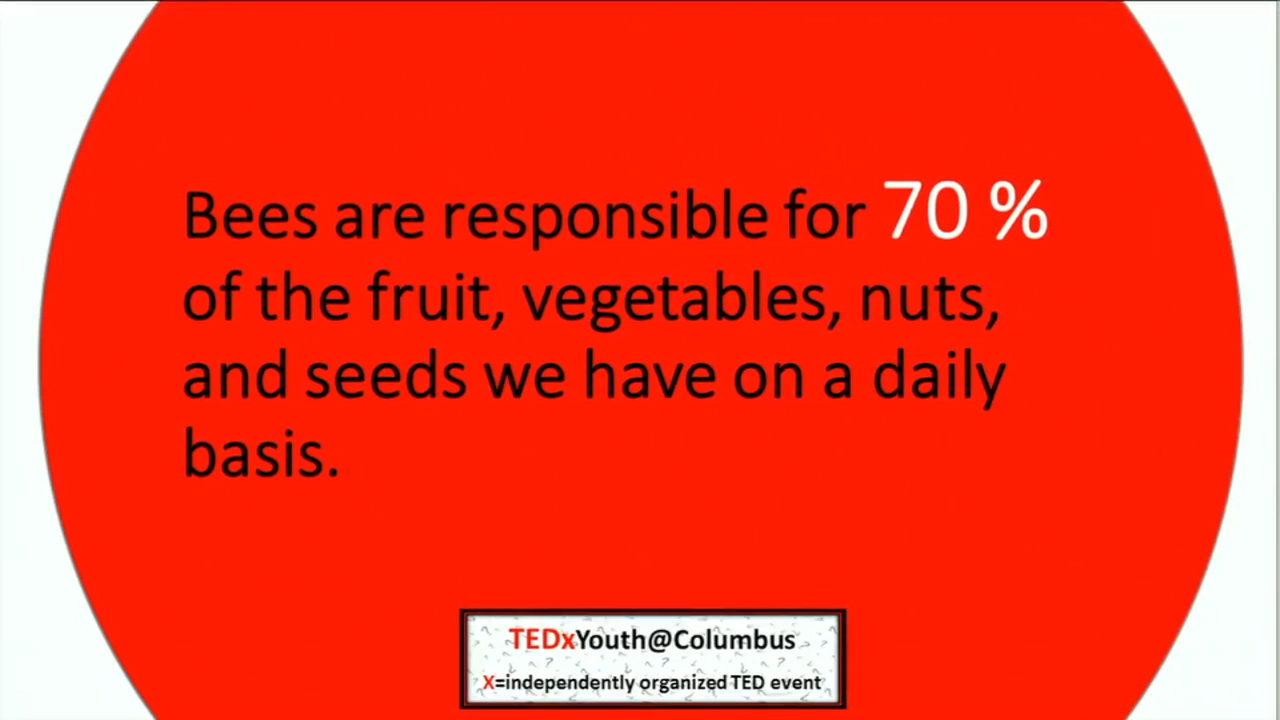 Bees are responsible for 70 %
of the fruit, vegetables, nuts,
and seeds we have on a daily
basis.
TEDxYouth@Columbus
X=independently organized TED event